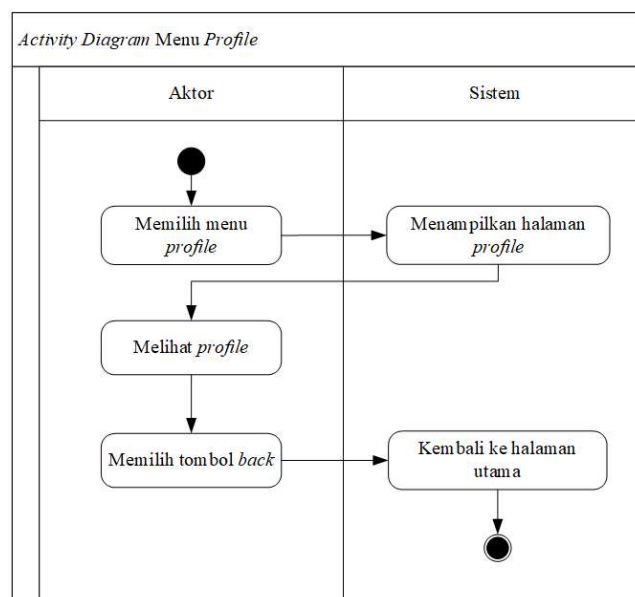 Activity Diagram Menu Profile
Aktor
Sistem
Memilih menu
profile
Menampilkan halaman
profile
Melihat profile
Memilih tombol back
Kembali ke halaman
utama